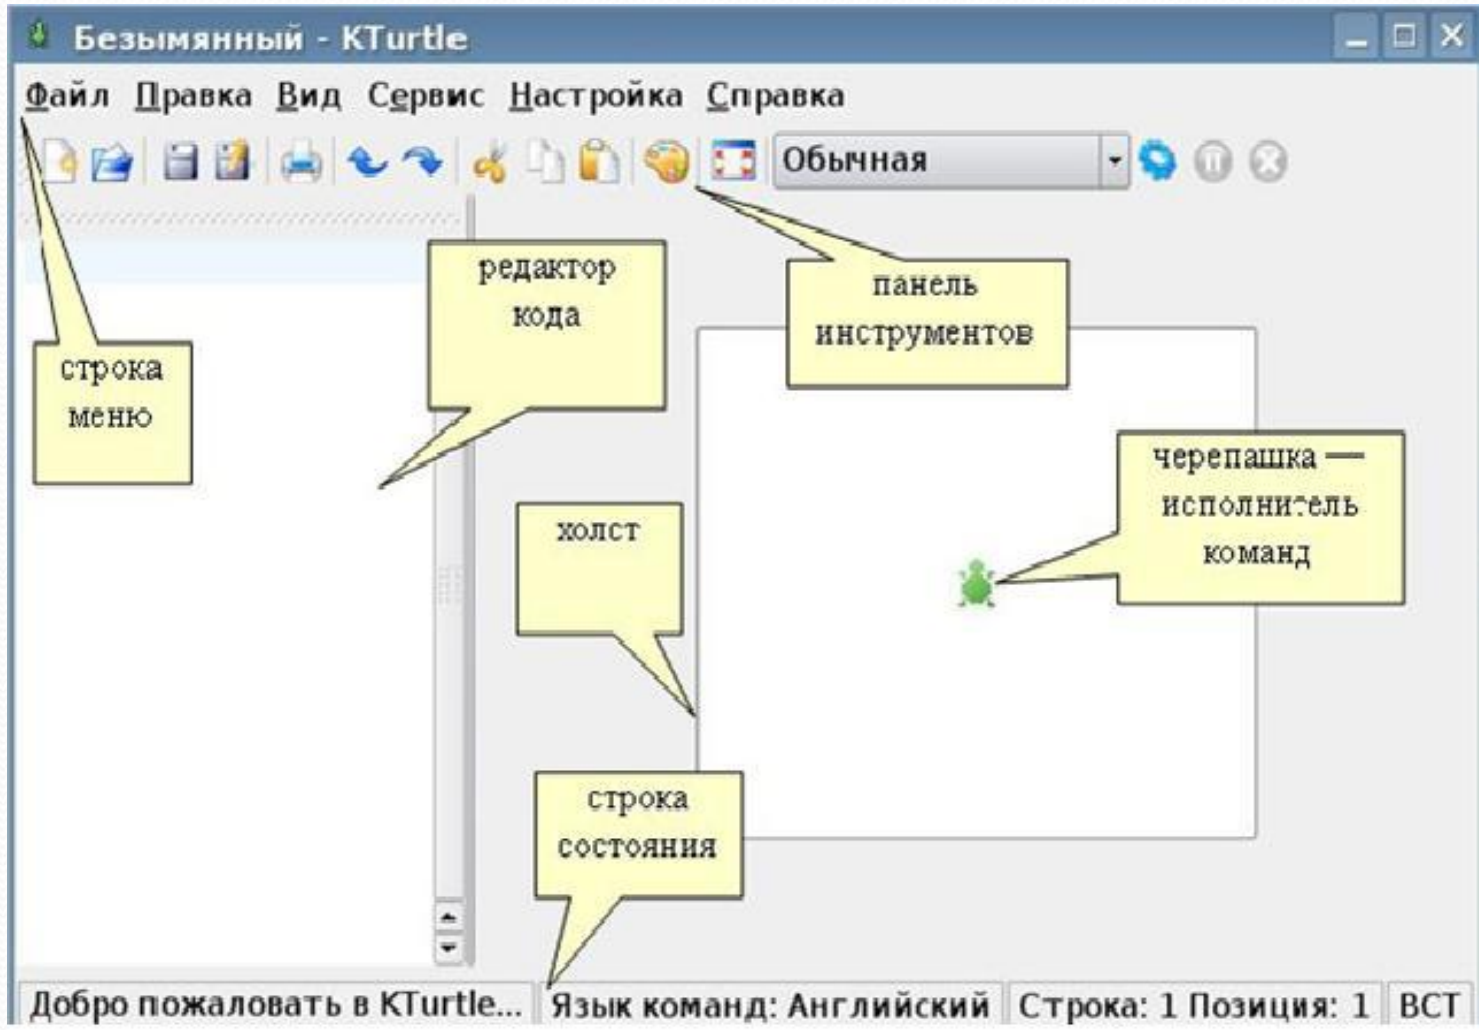 Безымянный - KTurtle
Файл Правка Вид Сервис Настройка Справка
Обычная
редактор
кода
панель
инструментов
строка
меню
черепашка —
исполнитель
команд
холст
строка
состояния
Добро пожаловать в KTurtle... Язык команд: Английский Строка: 1 Позиция: 1 ВСТ